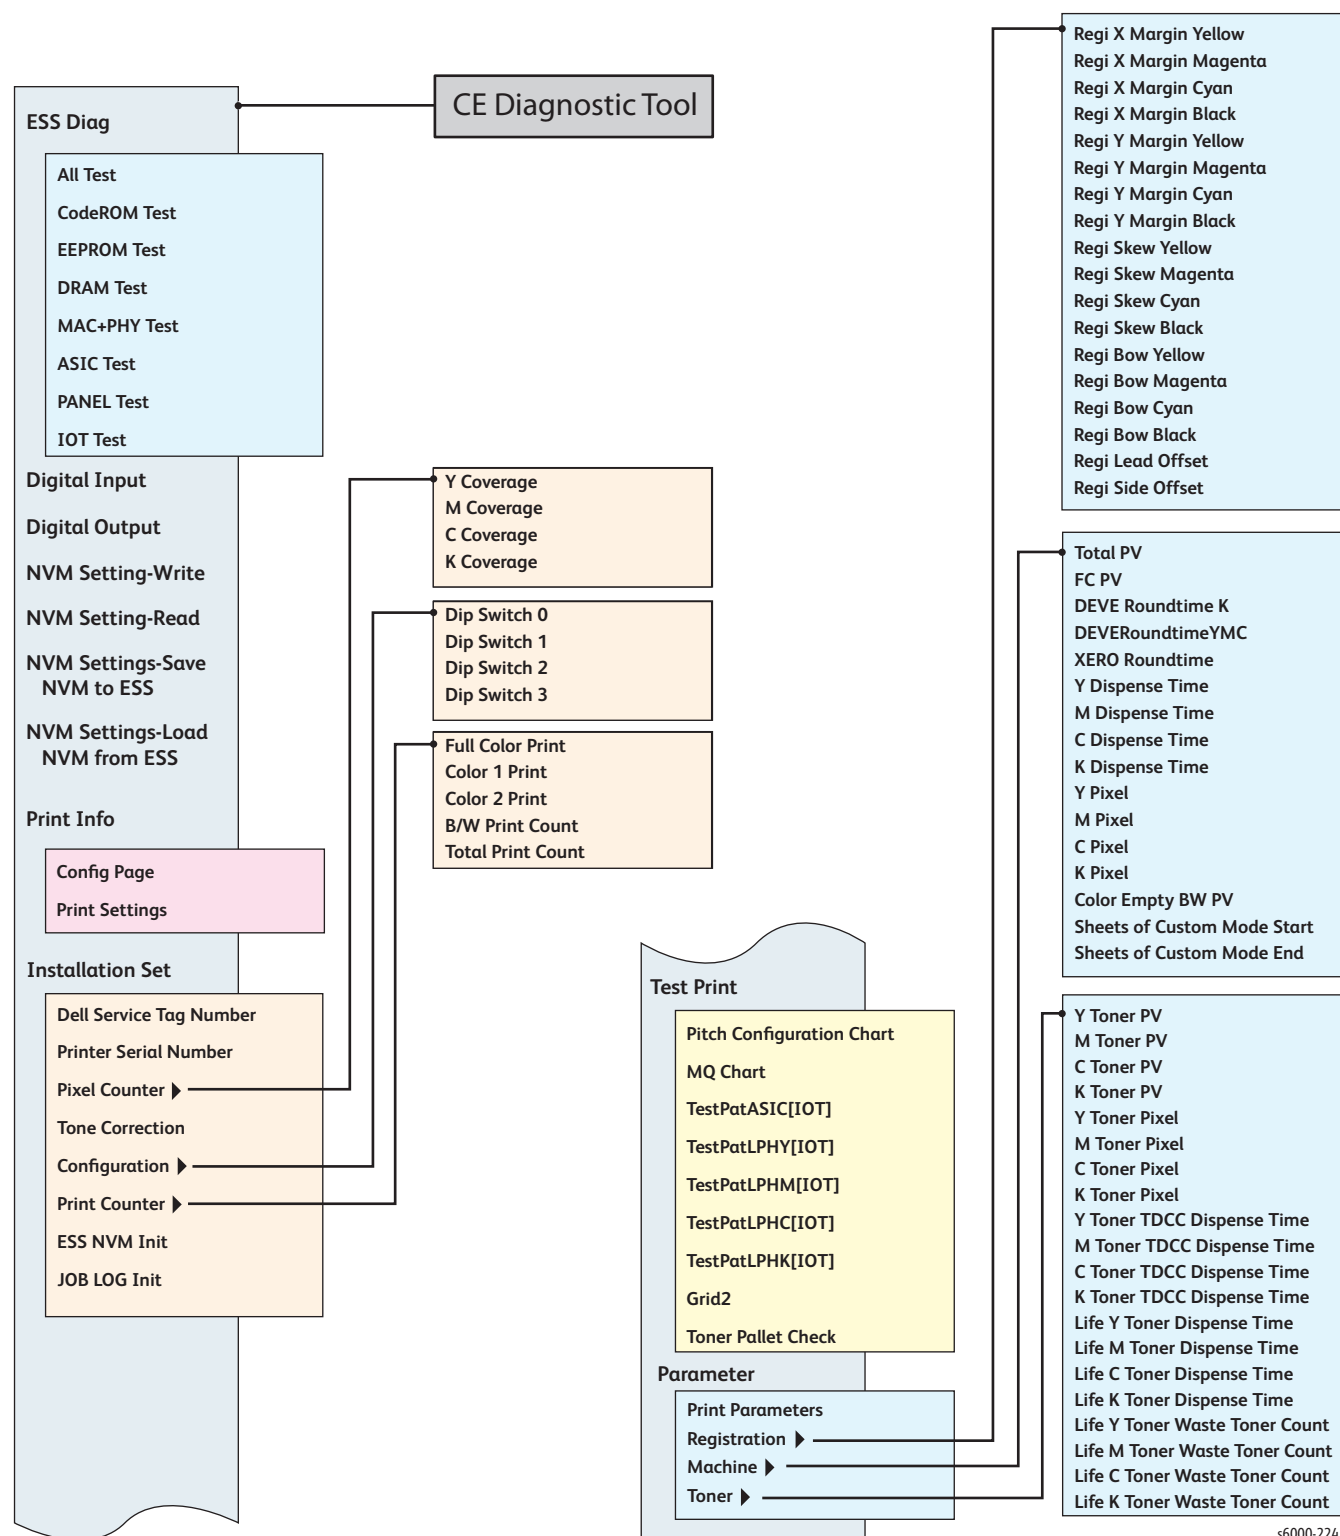 CE Diagnostic Tool
ESS Diag
All Test
CodeROM Test
EEPROM Test
DRAM Test
MAC+PHY Test
ASIC Test
PANEL Test
IOT Test
Digital Input
Digital Output
NVM Setting-Write
NVM Setting-Read
NVM Settings-Save
NVM to ESS
NVM Settings-Load
NVM from ESS
Print Info
Config Page
Print Settings
Installation Set
Dell Service Tag Number
Printer Serial Number
Pixel Counter
Tone Correction
Configuration
Print Counter
ESS NVM Init
JOB LOG Init
Y Coverage
M Coverage
C Coverage
K Coverage
Dip Switch 0
Dip Switch 1
Dip Switch 2
Dip Switch 3
Full Color Print
Color 1 Print
Color 2 Print
B/W Print Count
Total Print Count
Test Print
Pitch Configuration Chart
MQ Chart
TestPatASIC[IOT]
TestPatLPHY[IOT]
TestPatLPHM[IOT]
TestPatLPHC[IOT]
TestPatLPHK[IOT]
Grid2
Toner Pallet Check
Parameter
Print Parameters
Registration
Machine
Toner
Regi X Margin Yellow
Regi X Margin Magenta
Regi X Margin Cyan
Regi X Margin Black
Regi Y Margin Yellow
Regi Y Margin Magenta
Regi Y Margin Cyan
Regi Y Margin Black
Regi Skew Yellow
Regi Skew Magenta
Regi Skew Cyan
Regi Skew Black
Regi Bow Yellow
Regi Bow Magenta
Regi Bow Cyan
Regi Bow Black
Regi Lead Offset
Regi Side Offset
Total PV
FC PV
DEVE Roundtime K
DEVERoundtimeYMC
XERO Roundtime
Y Dispense Time
M Dispense Time
C Dispense Time
K Dispense Time
Y Pixel
M Pixel
C Pixel
K Pixel
Color Empty BW PV
Sheets of Custom Mode Start
Sheets of Custom Mode End
Y Toner PV
M Toner PV
C Toner PV
K Toner PV
Y Toner Pixel
M Toner Pixel
C Toner Pixel
K Toner Pixel
Y Toner TDCC Dispense Time
M Toner TDCC Dispense Time
C Toner TDCC Dispense Time
K Toner TDCC Dispense Time
Life Y Toner Dispense Time
Life M Toner Dispense Time
Life C Toner Dispense Time
Life K Toner Dispense Time
Life Y Toner Waste Toner Count
Life M Toner Waste Toner Count
Life C Toner Waste Toner Count
Life K Toner Waste Toner Count
s6000-224